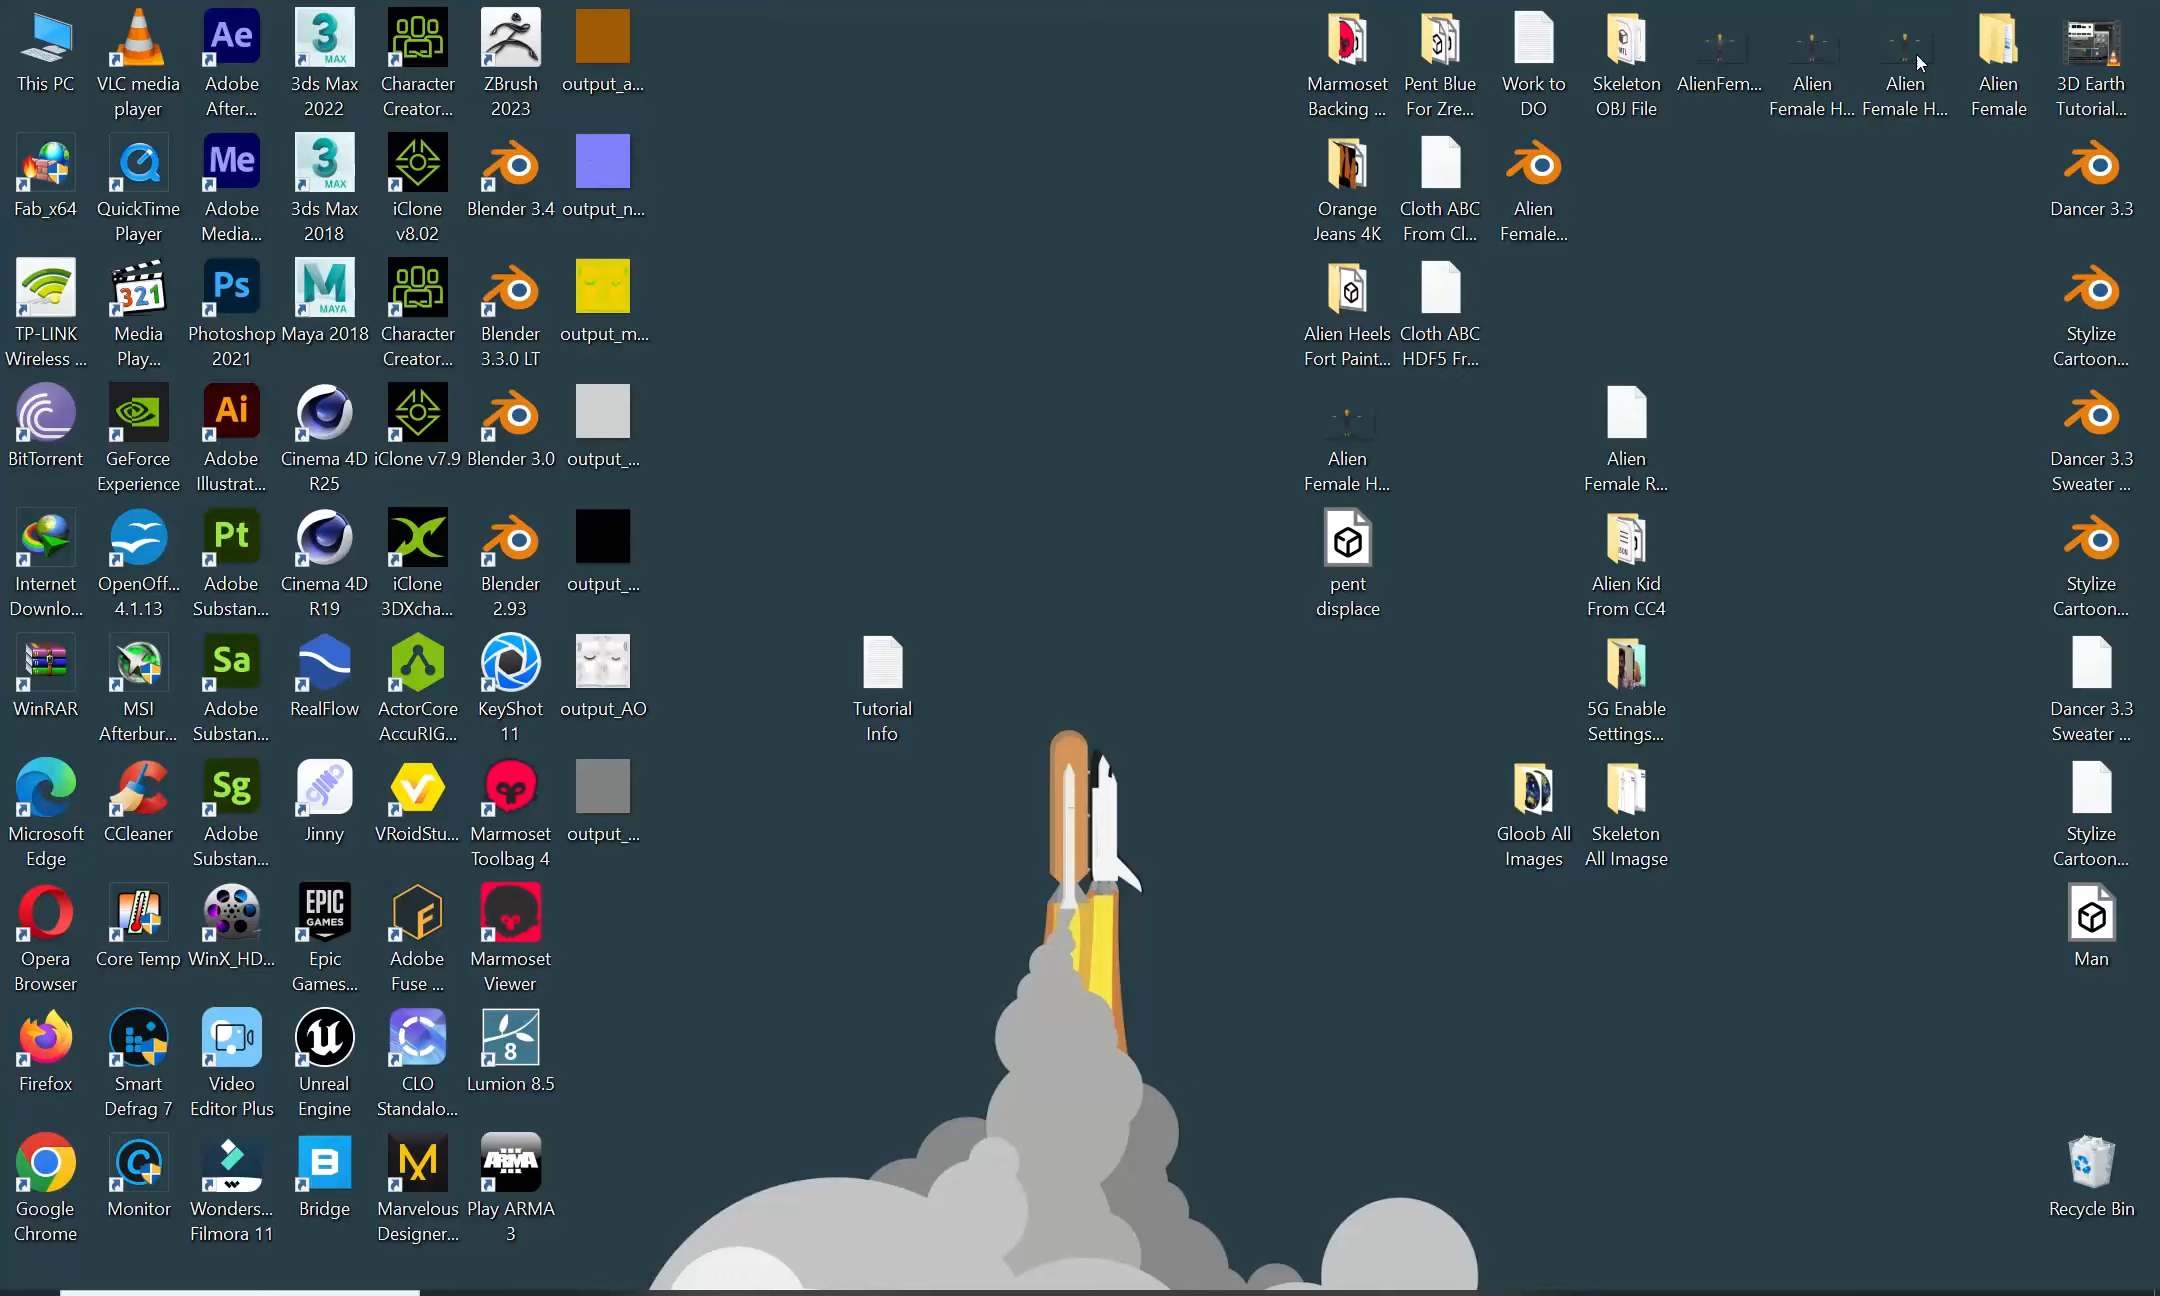 This PC
VLC media
player
Adobe
After...
3ds Max
2022
Character
Creator...
ZBrush
2023
output_a...
Marmoset
Backing ...
Pent Blue
For Zre...
Work to
DO
Skeleton
OBJ File
AlienFem...
Alien
Female H...
Alien
Female H...
Alien
Female
3D Earth
Tutorial...
Fab_x64
QuickTime
Player
Adobe
Media...
3ds Max
2018
iClone
v8.02
Blender 3.4
output_n...
Orange
Jeans 4K
Cloth ABC
From Cl...
Alien
Female...
Dancer 3.3
TP-LINK
Wireless ...
Media
Play...
Photoshop
2021
Maya 2018
Character
Creator...
Blender
3.3.0 LT
output_m...
Alien Heels
Fort Paint...
Cloth ABC
HDF5 Fr...
Stylize
Cartoon...
BitTorrent
GeForce
Experience
Adobe
Illustrat...
Cinema 4D
R25
iClone v7.9
Blender 3.0
output_...
Alien
Female H...
Alien
Female R...
Dancer 3.3
Sweater ...
Internet
Downlo...
OpenOff...
4.1.13
Adobe
Substan...
Cinema 4D
R19
iClone
3DXcha...
Blender
2.93
output_...
pent
displace
Alien Kid
From CC4
Stylize
Cartoon...
WinRAR
MSI
Afterbur...
Adobe
Substan...
RealFlow
ActorCore
AccuRIG...
KeyShot
11
output_AO
Tutorial
Info
5G Enable
Settings...
Dancer 3.3
Sweater ...
Microsoft
Edge
CCleaner
Adobe
Substan...
Jinny
VRoidStu...
Marmoset
Toolbag 4
output_...
Gloob All
Images
Skeleton
All Imagse
Stylize
Cartoon...
Opera
Browser
Core Temp
WinX_HD...
Epic
Games...
Adobe
Fuse ...
Marmoset
Viewer
Man
Firefox
Smart
Defrag 7
Video
Editor Plus
Unreal
Engine
CLO
Standalo...
Lumion 8.5
Google
Chrome
Monitor
Wonders...
Filmora 11
Bridge
Marvelous
Designer...
Play ARMA
3
Recycle Bin